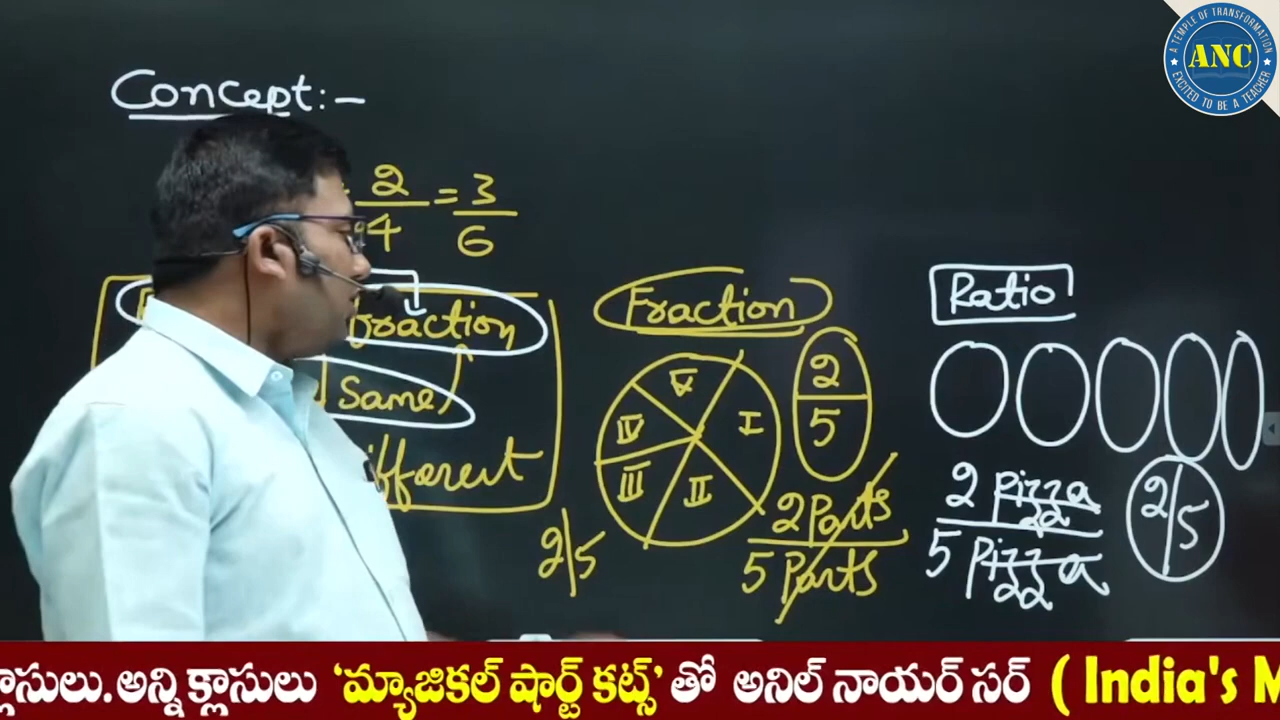 Concept:-
2/4 = 3/6
fraction
Same
ifferent
Fraction
I
II
III
IV
V
2/5
2 Parts
5 Parts
2/5
Ratio
2 Pizza
5 Pizza
2/5
A TEMPLE OF TRANSFORMATION
ANC
EXCITED TO BE A TEACHER
్లాసులు. అన్ని క్లాసులు 'మ్యాజికల్ షార్ట్ కట్స్' తో అనిల్ నాయర్ సర్ ( India's M